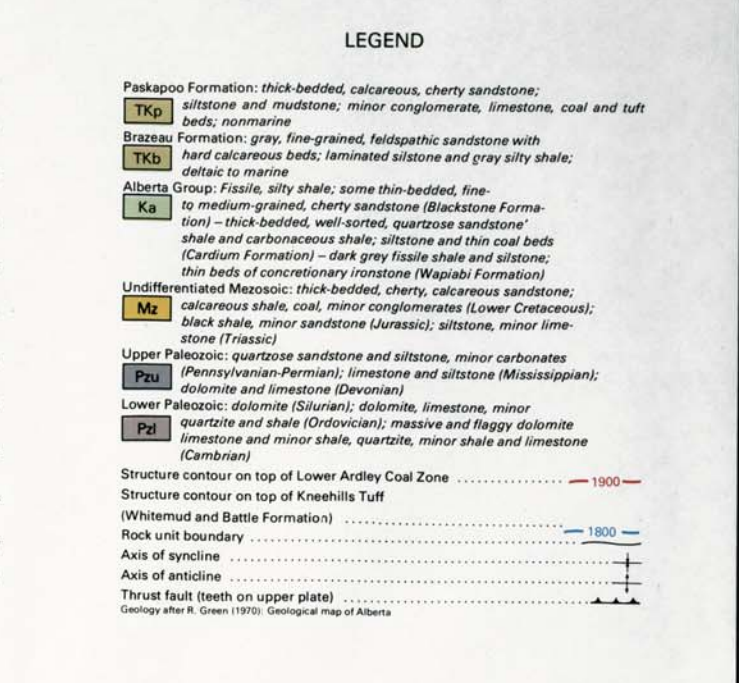 LEGEND
Paskapoo Formation: thick-bedded, calcareous, cherty sandstone;
TKp siltstone and mudstone; minor conglomerate, limestone, coal and tuft
beds; nonmarine
Brazeau Formation: gray, fine-grained, feldspathic sandstone with
TKb hard calcareous beds; laminated silstone and gray silty shale;
deltaic to marine
Alberta Group: Fissile, silty shale; some thin-bedded, fine-
Ka to medium-grained, cherty sandstone (Blackstone Forma-
tion) – thick-bedded, well-sorted, quartzose sandstone'
shale and carbonaceous shale; siltstone and thin coal beds
(Cardium Formation) – dark grey fissile shale and silstone;
thin beds of concretionary ironstone (Wapiabi Formation)
Undifferentiated Mezosoic: thick-bedded, cherty, calcareous sandstone;
Mz calcareous shale, coal, minor conglomerates (Lower Cretaceous);
black shale, minor sandstone (Jurassic); siltstone, minor lime-
stone (Triassic)
Upper Paleozoic: quartzose sandstone and siltstone, minor carbonates
Pzu (Pennsylvanian-Permian); limestone and siltstone (Mississippian);
dolomite and limestone (Devonian)
Lower Paleozoic: dolomite (Silurian); dolomite, limestone, minor
Pzl quartzite and shale (Ordovician); massive and flaggy dolomite
limestone and minor shale, quartzite, minor shale and limestone
(Cambrian)
Structure contour on top of Lower Ardley Coal Zone .................. 1900
Structure contour on top of Kneehills Tuff
(Whitemud and Battle Formation) .................. 1800
Rock unit boundary ..................
Axis of syncline ..................
Axis of anticline ..................
Thrust fault (teeth on upper plate) ..................
Geology after R. Green (1970): Geological map of Alberta